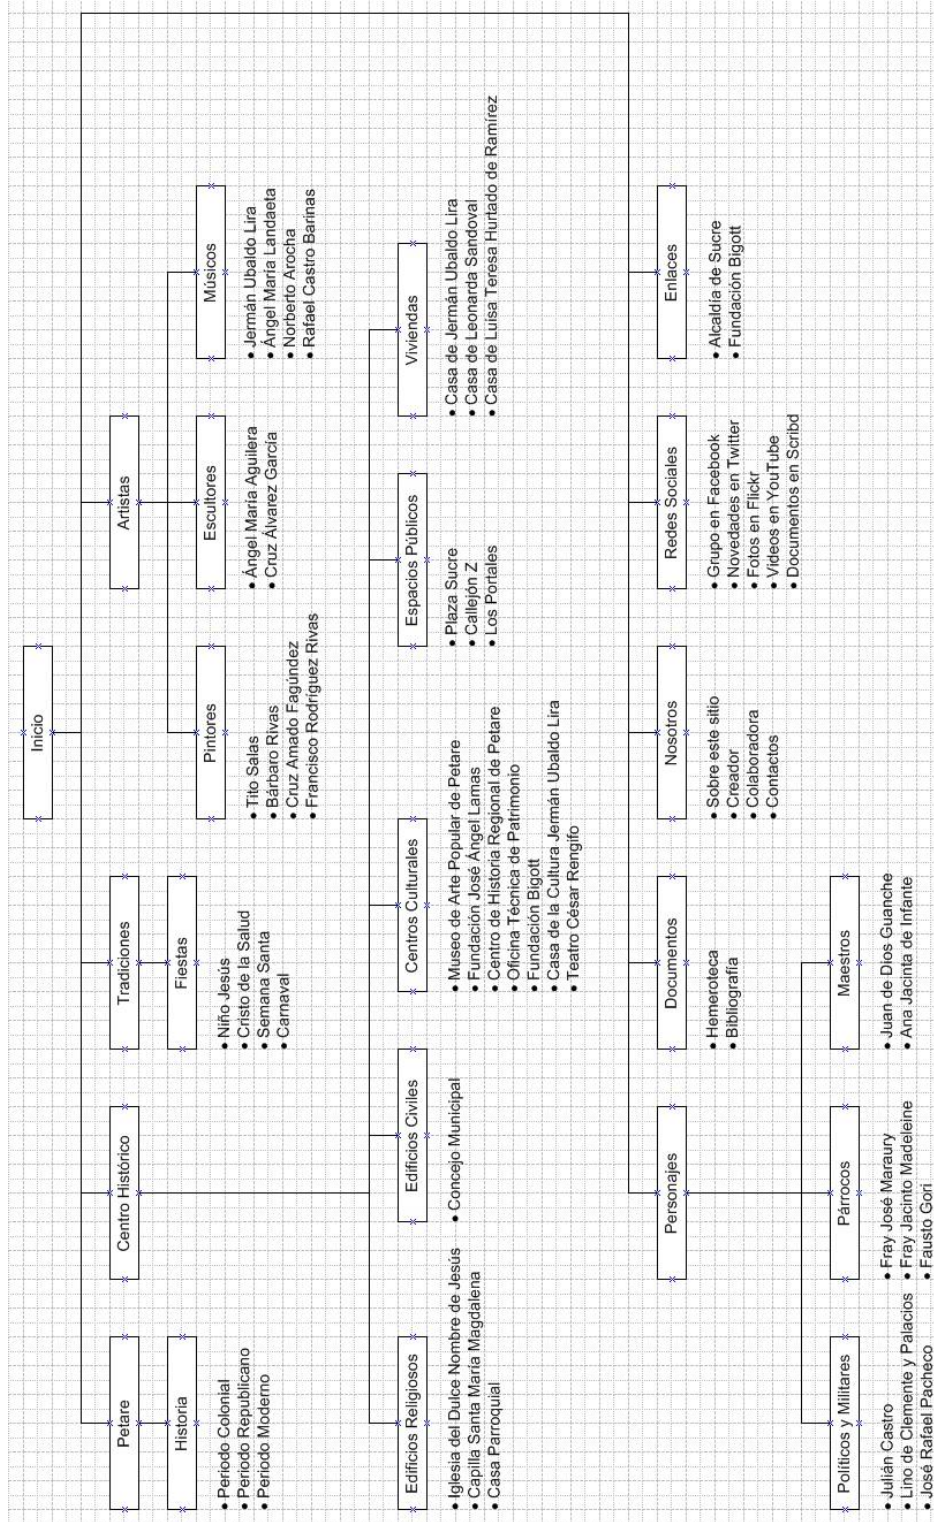 Inicio
Petare
Centro Histórico
Tradiciones
Artistas
Historia
Fiestas
Pintores
Escultores
Músicos
• Periodo Colonial
• Periodo Republicano
• Periodo Moderno
• Niño Jesús
• Cristo de la Salud
• Semana Santa
• Carnaval
• Tito Salas
• Bárbaro Rivas
• Cruz Amado Fagúndez
• Francisco Rodríguez Rivas
• Ángel María Aguilera
• Cruz Álvarez García
• Jermán Ubaldo Lira
• Ángel María Landaeta
• Norberto Arocha
• Rafael Castro Barinas
Edificios Religiosos
Edificios Civiles
Centros Culturales
Espacios Públicos
Viviendas
• Iglesia del Dulce Nombre de Jesús
• Capilla Santa María Magdalena
• Casa Parroquial
• Concejo Municipal
• Museo de Arte Popular de Petare
• Fundación José Ángel Lamas
• Centro de Historia Regional de Petare
• Oficina Técnica de Patrimonio
• Fundación Bigott
• Casa de la Cultura Jermán Ubaldo Lira
• Teatro César Rengifo
• Plaza Sucre
• Callejón Z
• Los Portales
• Casa de Jermán Ubaldo Lira
• Casa de Leonarda Sandoval
• Casa de Luisa Teresa Hurtado de Ramírez
Personajes
Documentos
Nosotros
Redes Sociales
Enlaces
• Hemeroteca
• Bibliografía
• Sobre este sitio
• Creador
• Colaboradora
• Contactos
• Grupo en Facebook
• Novedades en Twitter
• Fotos en Flickr
• Videos en YouTube
• Documentos en Scribd
• Alcaldía de Sucre
• Fundación Bigott
Políticos y Militares
Párrocos
Maestros
• Julián Castro
• Lino de Clemente y Palacios
• José Rafael Pacheco
• Fray José Maraury
• Fray Jacinto Madeleine
• Fausto Gori
• Juan de Dios Guanche
• Ana Jacinta de Infante